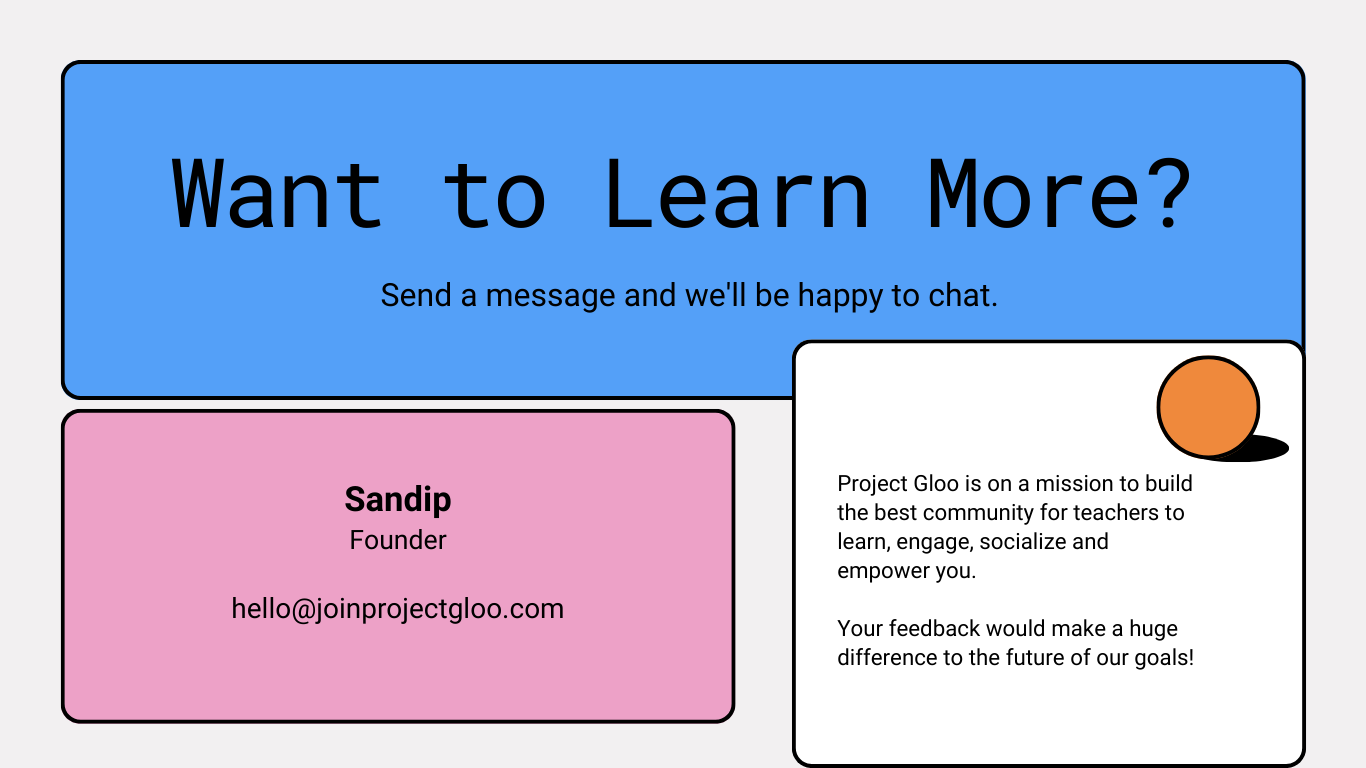 Want to Learn More?
Send a message and we'll be happy to chat.
Sandip
Founder
hello@joinprojectgloo.com
Project Gloo is on a mission to build
the best community for teachers to
learn, engage, socialize and
empower you.
Your feedback would make a huge
difference to the future of our goals!